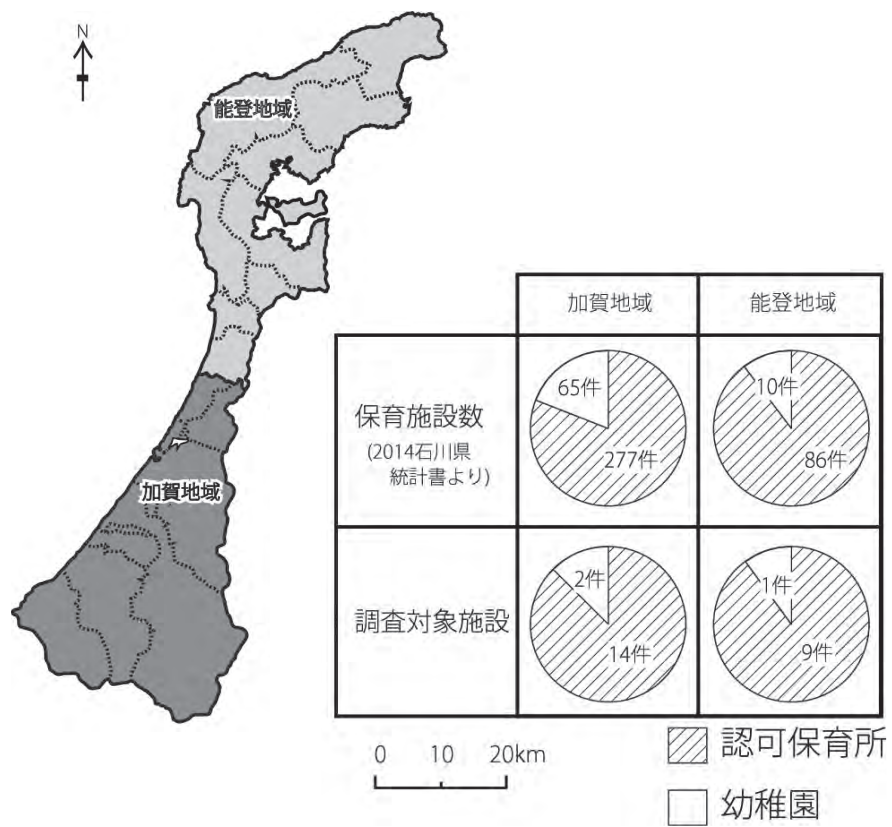 N
能登地域
加賀地域
加賀地域
能登地域
保育施設数
(2014石川県
統計書より)
65件
277件
10件
86件
調査対象施設
2件
14件
1件
9件
0 10 20km
認可保育所
幼稚園